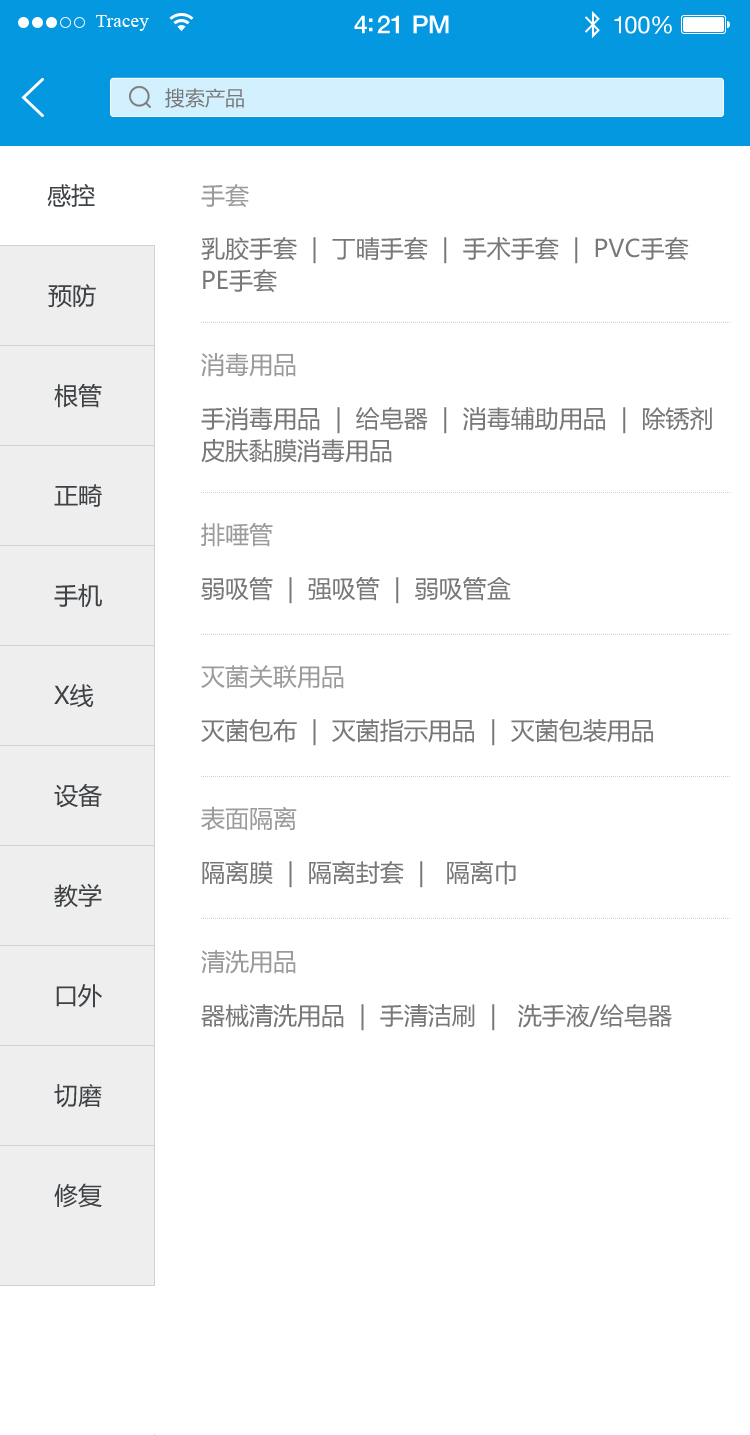 Tracey 4:21 PM 100%
搜索产品
感控
预防
根管
正畸
手机
X线
设备
教学
口外
切磨
修复
手套
乳胶手套 | 丁晴手套 | 手术手套 | PVC手套
PE手套
消毒用品
手消毒用品 | 给皂器 | 消毒辅助用品 | 除锈剂
皮肤黏膜消毒用品
排唾管
弱吸管 | 强吸管 | 弱吸管盒
灭菌关联用品
灭菌包布 | 灭菌指示用品 | 灭菌包装用品
表面隔离
隔离膜 | 隔离封套 | 隔离巾
清洗用品
器械清洗用品 | 手清洁刷 | 洗手液/给皂器